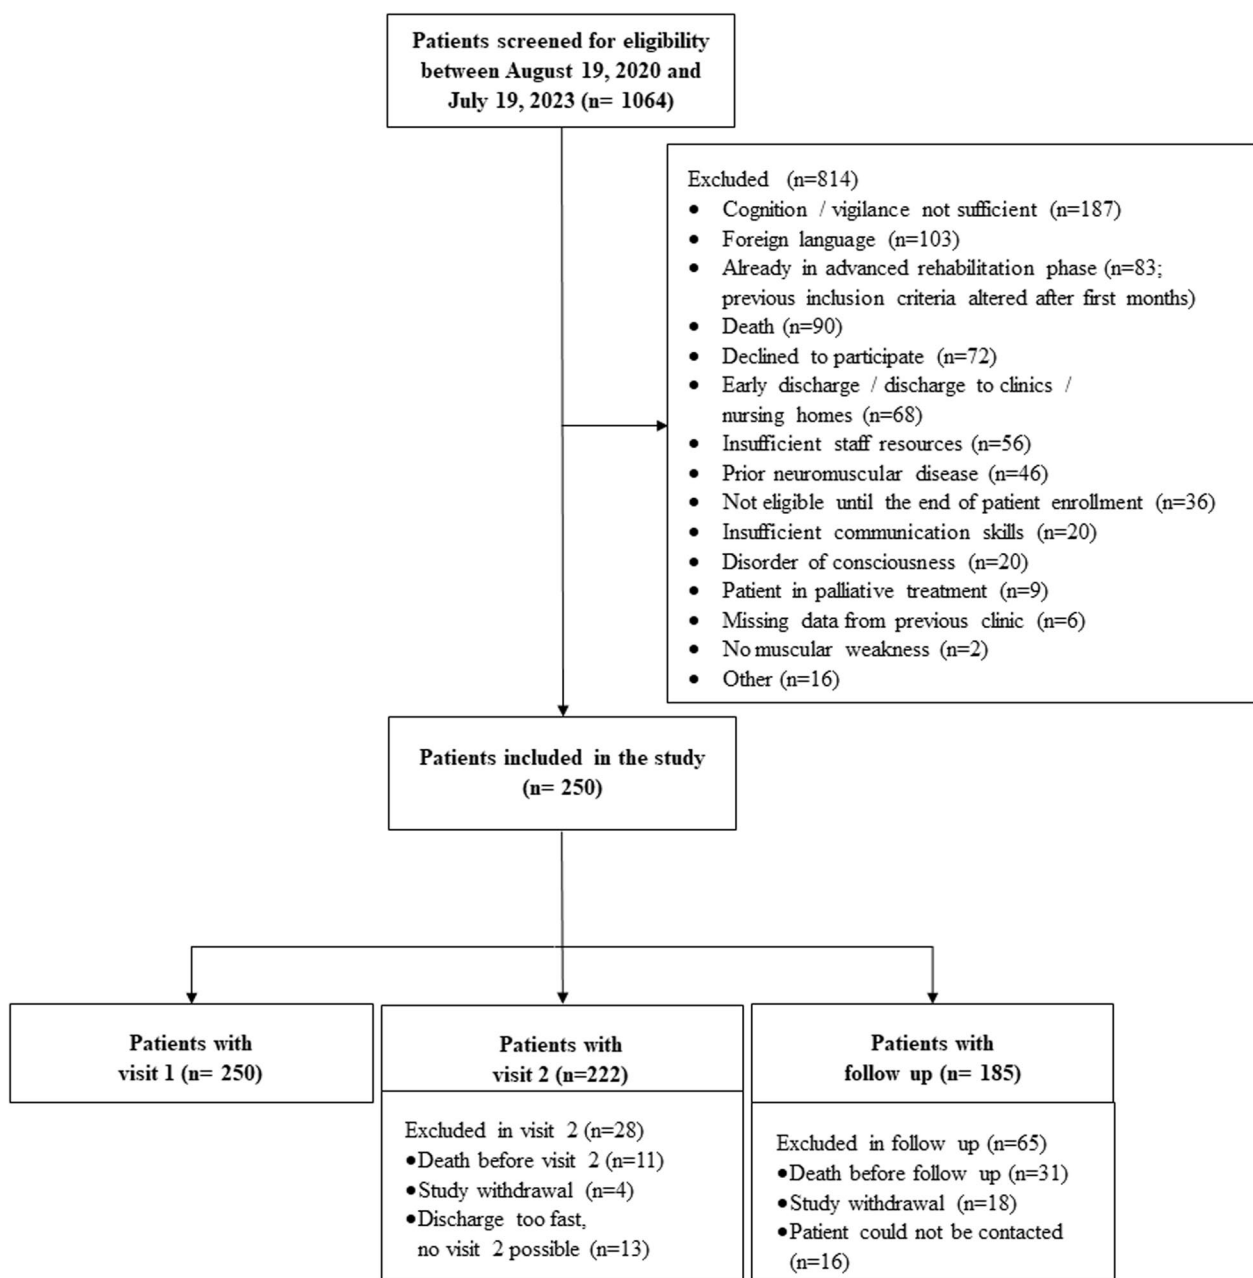 Patients screened for eligibility
between August 19, 2020 and
July 19, 2023 (n= 1064)
Excluded (n=814)
• Cognition / vigilance not sufficient (n=187)
• Foreign language (n=103)
• Already in advanced rehabilitation phase (n=83;
previous inclusion criteria altered after first months)
• Death (n=90)
• Declined to participate (n=72)
• Early discharge / discharge to clinics /
nursing homes (n=68)
• Insufficient staff resources (n=56)
• Prior neuromuscular disease (n=46)
• Not eligible until the end of patient enrollment (n=36)
• Insufficient communication skills (n=20)
• Disorder of consciousness (n=20)
• Patient in palliative treatment (n=9)
• Missing data from previous clinic (n=6)
• No muscular weakness (n=2)
• Other (n=16)
Patients included in the study
(n= 250)
Patients with
visit 1 (n= 250)
Patients with
visit 2 (n=222)
Excluded in visit 2 (n=28)
•Death before visit 2 (n=11)
•Study withdrawal (n=4)
•Discharge too fast,
no visit 2 possible (n=13)
Patients with
follow up (n= 185)
Excluded in follow up (n=65)
•Death before follow up (n=31)
•Study withdrawal (n=18)
•Patient could not be contacted
(n=16)